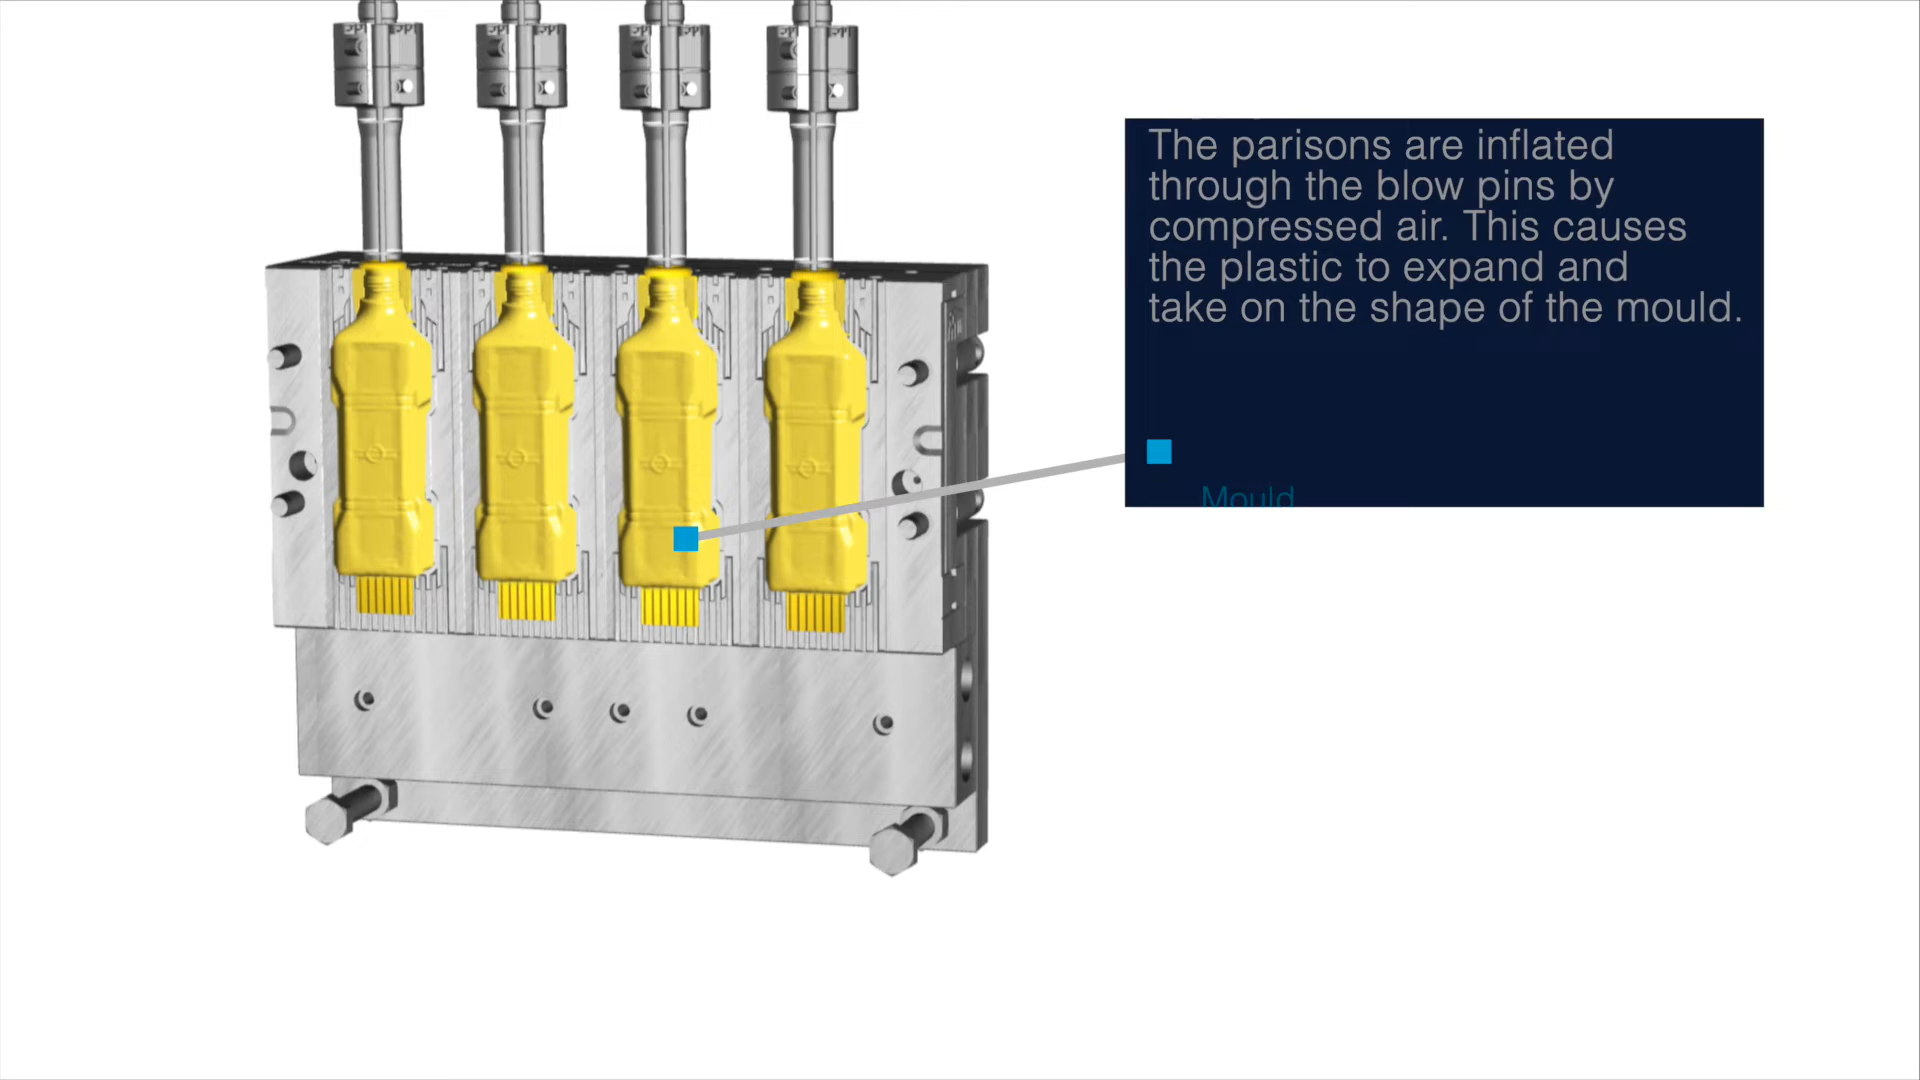 The parisons are inflated
through the blow pins by
compressed air. This causes
the plastic to expand and
take on the shape of the mould.
Mould